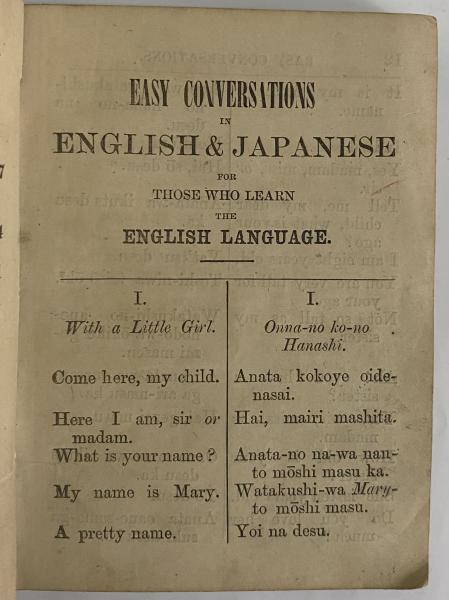 EASY CONVERSATIONS
IN
ENGLISH & JAPANESE
FOR
THOSE WHO LEARN
THE
ENGLISH LANGUAGE.
I.
With a Little Girl.
Come here, my child.
Here I am, sir or
madam.
What is your name?
My name is Mary.
A pretty name.
I.
Onna-no ko-no
Hanashi.
Anata kokoye oide-
nasai.
Hai, mairi mashita.
Anata-no na-wa nan-
to mōshi masu ka.
Watakushi-wa Mary-
to mōshi masu.
Yoi na desu.